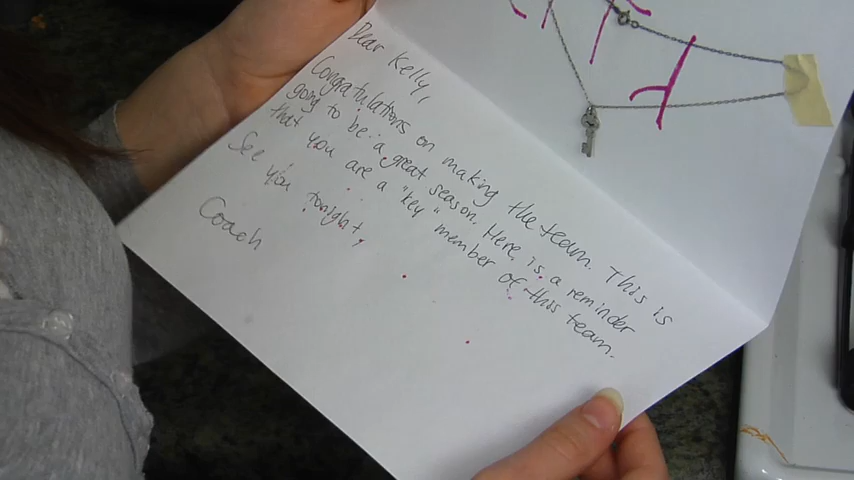 Dear Kelly,
Congratulations on making the team. This is
going to be a great season. Here is a reminder
that you are a "key" member of this team.
See you tonight,
Coach